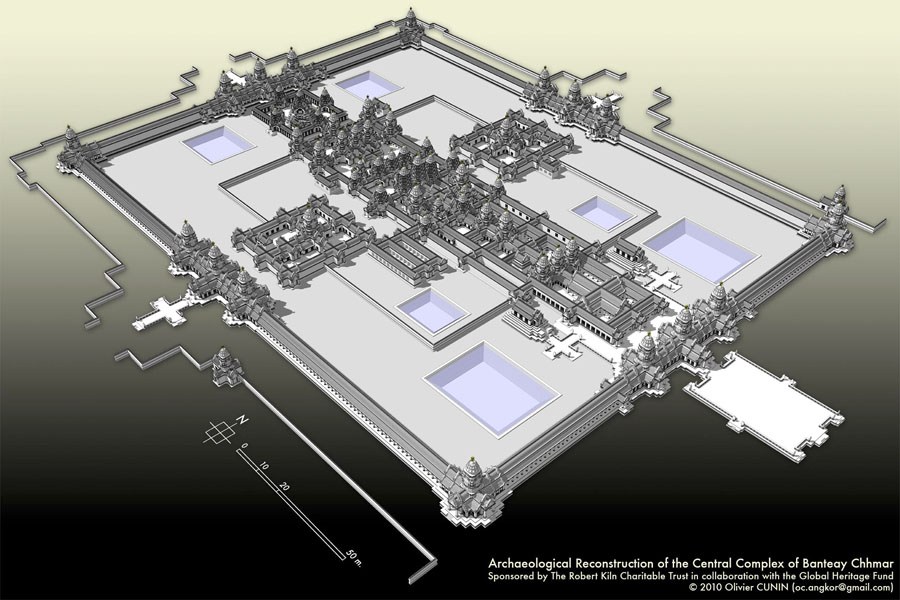 N
0
10
20
50 m.
Archaeological Reconstruction of the Central Complex of Banteay Chhmar
Sponsored by The Robert Kiln Charitable Trust in collaboration with the Global Heritage Fund
© 2010 Olivier CUNIN (oc.angkor@gmail.com)